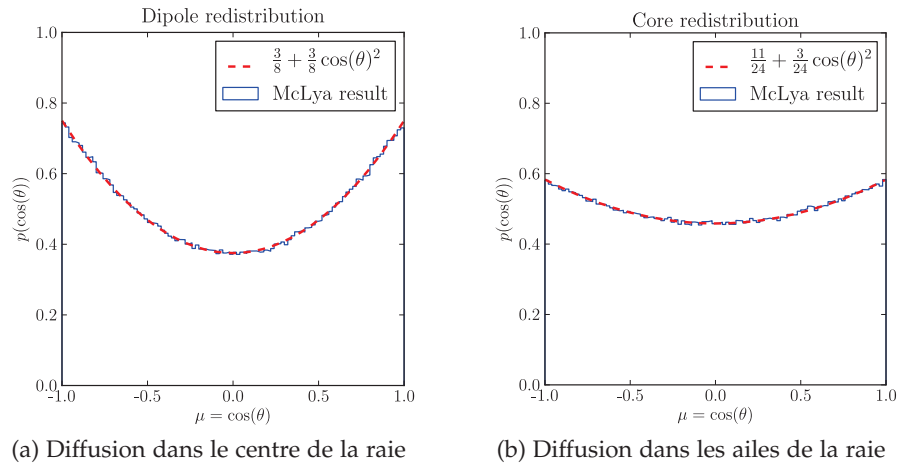 Dipole redistribution
3/8 + 3/8 cos(θ)²
McLya result
p(cos(θ))
1.0
0.8
0.6
0.4
0.2
0.0
-1.0 -0.5 0.0 0.5 1.0
μ = cos(θ)
(a) Diffusion dans le centre de la raie
Core redistribution
11/24 + 3/24 cos(θ)²
McLya result
p(cos(θ))
1.0
0.8
0.6
0.4
0.2
0.0
-1.0 -0.5 0.0 0.5 1.0
μ = cos(θ)
(b) Diffusion dans les ailes de la raie